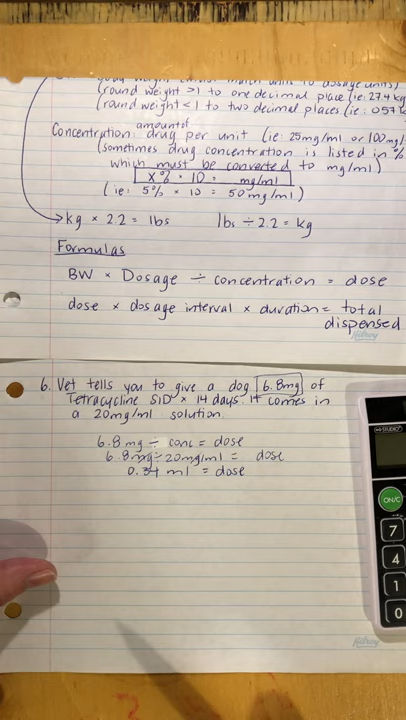 (round weight >1 to one decimal place (ie: 27.4 kg
(round weight <1 to two decimal places (ie: 0.57 k
amount of
Concentration: drug per unit (ie: 25mg/ml or 100mg/
(sometimes drug concentration is listed in %
which must be converted to mg/ml)
X% × 10 = mg/ml
(ie: 5% × 10 = 50mg/ml)
kg × 2.2 = lbs lbs ÷ 2.2 = kg
Formulas
BW × Dosage ÷ concentration = dose
dose × dosage interval × duration = total
dispensed
Hilroy
6. Vet tells you to give a dog 6.8mg of
Tetracycline SID × 14 days. It comes in
a 20mg/ml solution.
6.8mg ÷ conc = dose
6.8mg ÷ 20mg/ml = dose
0.34 ml = dose
STUDIO
ON/C
7
4
1
0
Hilroy